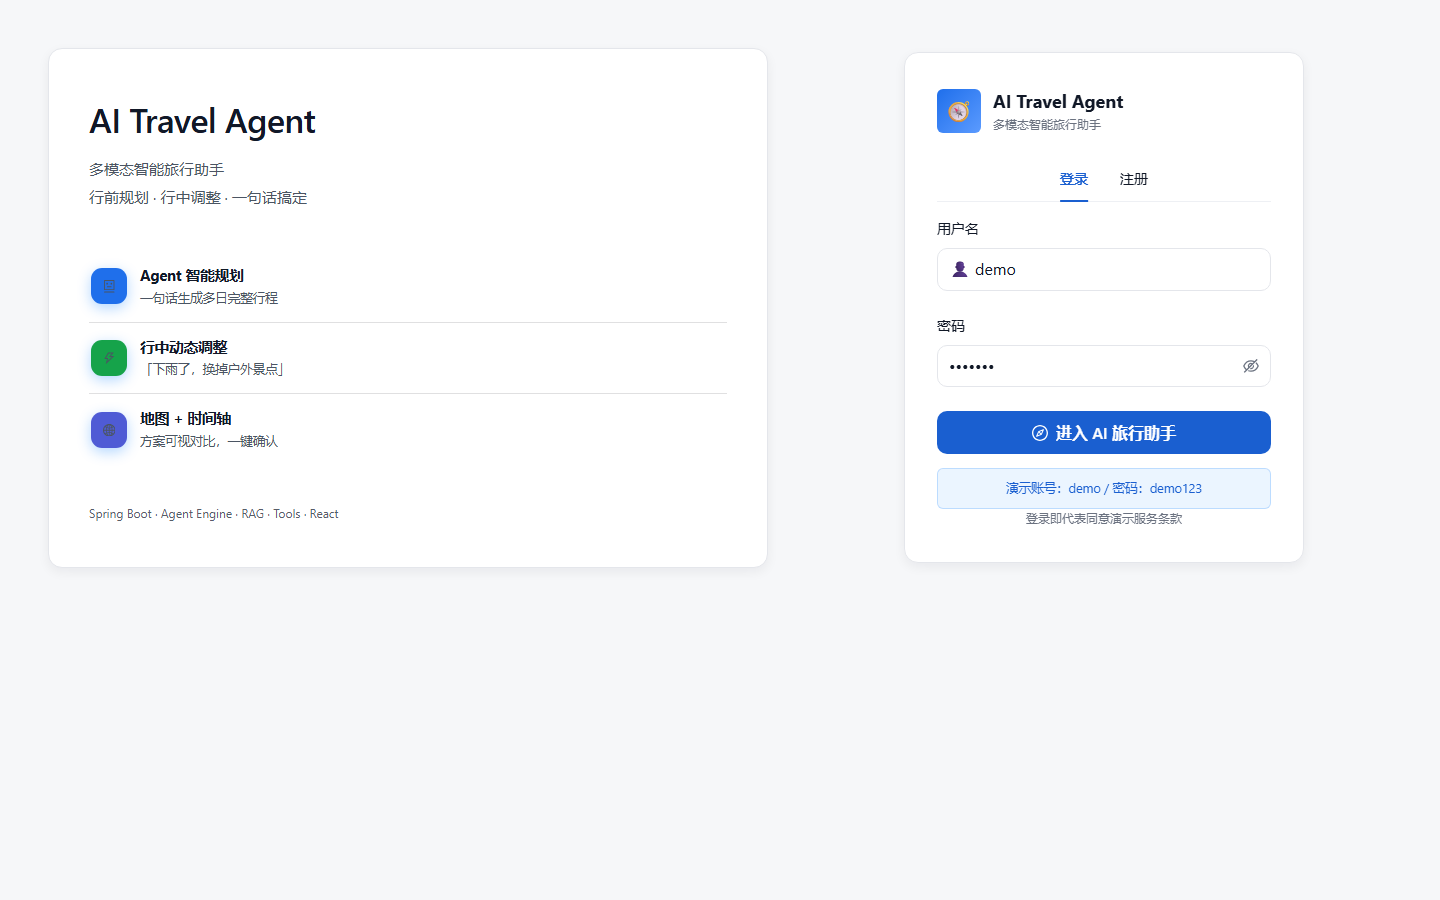 AI Travel Agent
多模态智能旅行助手
行前规划 · 行中调整 · 一句话搞定
Agent 智能规划
一句话生成多日完整行程
行中动态调整
「下雨了，换掉户外景点」
地图 + 时间轴
方案可视对比，一键确认
Spring Boot · Agent Engine · RAG · Tools · React
AI Travel Agent
多模态智能旅行助手
登录 注册
用户名
demo
密码
•••••••
进入 AI 旅行助手
演示账号：demo / 密码：demo123
登录即代表同意演示服务条款